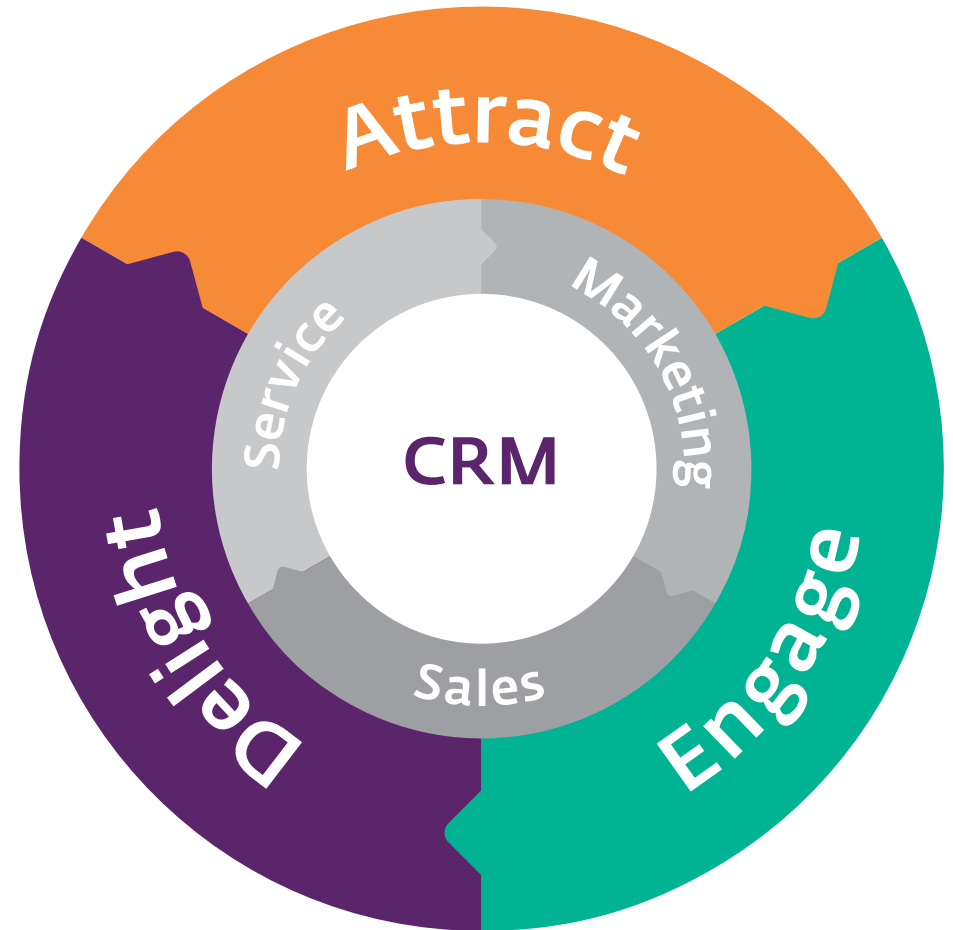 Attract
Engage
Delight
Marketing
Sales
Service
CRM